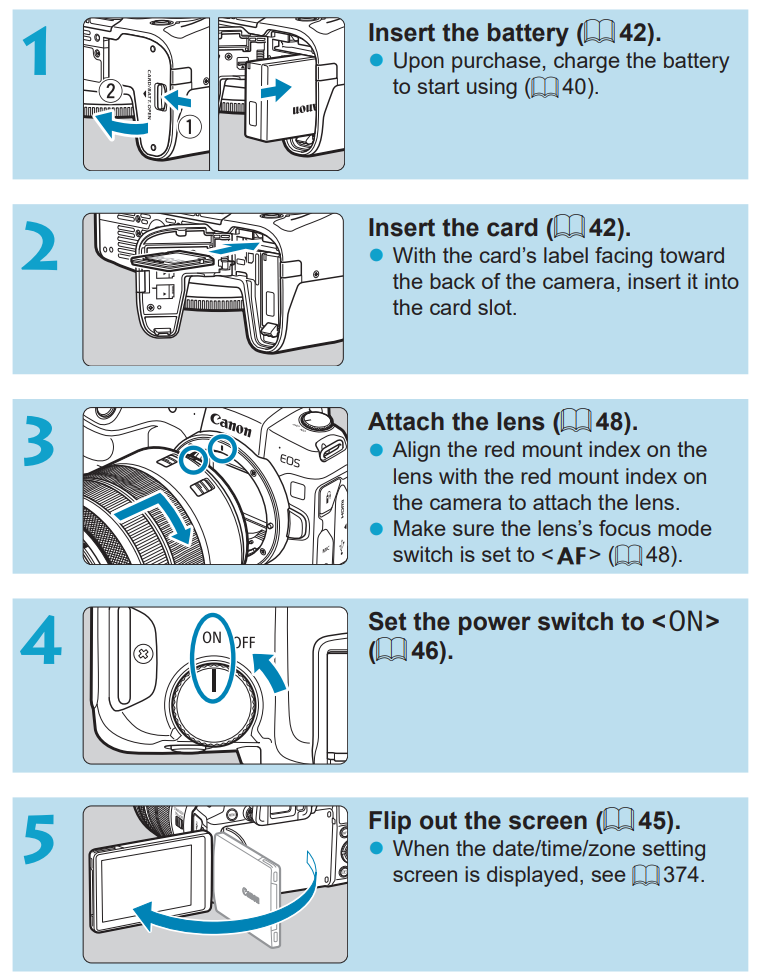 1
CARD/BATT.OPEN
2
1
Canon
Insert the battery (42).
● Upon purchase, charge the battery
to start using (40).
2
Insert the card (42).
● With the card's label facing toward
the back of the camera, insert it into
the card slot.
3
Canon
EOS
Attach the lens (48).
● Align the red mount index on the
lens with the red mount index on
the camera to attach the lens.
● Make sure the lens's focus mode
switch is set to <AF> (48).
4
ON OFF
Set the power switch to <ON>
(46).
5
Canon
Flip out the screen (45).
● When the date/time/zone setting
screen is displayed, see 374.